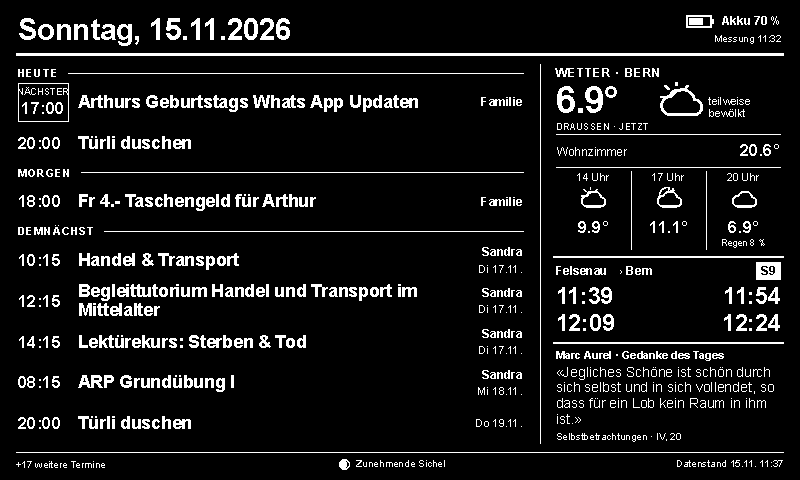 Sonntag, 15.11.2026
Akku 70 %
Messung 11:32
HEUTE
NÄCHSTER
17:00 Arthurs Geburtstags Whats App Updaten Familie
20:00 Türli duschen
MORGEN
18:00 Fr 4.- Taschengeld für Arthur Familie
DEMNÄCHST
10:15 Handel & Transport Sandra
Di 17.11.
12:15 Begleittutorium Handel und Transport im Mittelalter Sandra
Di 17.11.
14:15 Lektürekurs: Sterben & Tod Sandra
Di 17.11.
08:15 ARP Grundübung I Sandra
Mi 18.11.
20:00 Türli duschen Do 19.11.
WETTER · BERN
6.9° teilweise
bewölkt
DRAUSSEN · JETZT
Wohnzimmer 20.6°
14 Uhr 17 Uhr 20 Uhr
9.9° 11.1° 6.9°
Regen 8 %
Felsenau › Bern S9
11:39 11:54
12:09 12:24
Marc Aurel · Gedanke des Tages
«Jegliches Schöne ist schön durch
sich selbst und in sich vollendet, so
dass für ein Lob kein Raum in ihm
ist.»
Selbstbetrachtungen · IV, 20
+17 weitere Termine
Zunehmende Sichel
Datenstand 15.11. 11:37